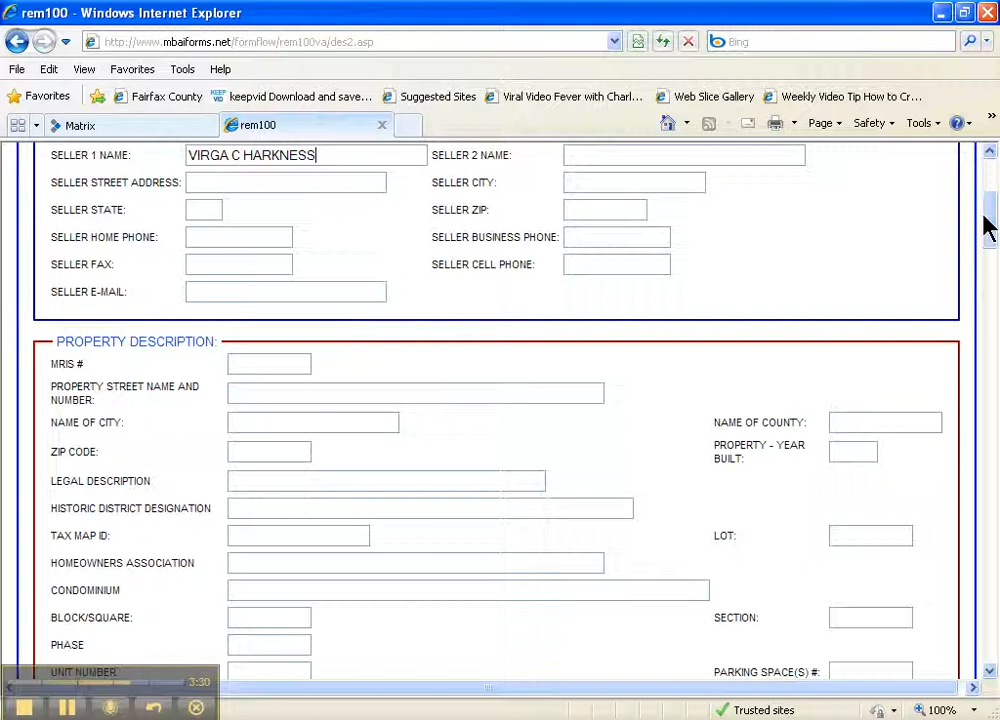 rem100 - Windows Internet Explorer
http://www.mbaiforms.net/formflow/rem100va/des2.asp
Bing
File Edit View Favorites Tools Help
Favorites Fairfax County KEEP VID keepvid Download and save... Suggested Sites Viral Video Fever with Charl... Web Slice Gallery Weekly Video Tip How to Cr...
Matrix rem100 Page Safety Tools
SELLER 1 NAME: VIRGA C HARKNESS SELLER 2 NAME:
SELLER STREET ADDRESS: SELLER CITY:
SELLER STATE: SELLER ZIP:
SELLER HOME PHONE: SELLER BUSINESS PHONE:
SELLER FAX: SELLER CELL PHONE:
SELLER E-MAIL:
PROPERTY DESCRIPTION:
MRIS #
PROPERTY STREET NAME AND
NUMBER:
NAME OF CITY: NAME OF COUNTY:
ZIP CODE: PROPERTY - YEAR
BUILT:
LEGAL DESCRIPTION
HISTORIC DISTRICT DESIGNATION
TAX MAP ID: LOT:
HOMEOWNERS ASSOCIATION
CONDOMINIUM
BLOCK/SQUARE: SECTION:
PHASE
UNIT NUMBER PARKING SPACE(S) #:
3:30
Trusted sites 100%